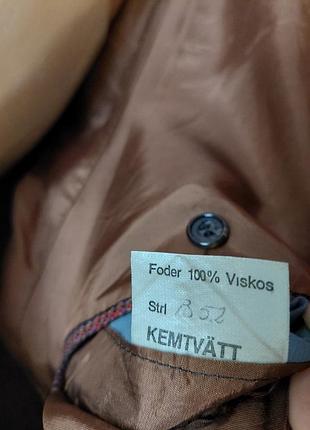 Foder 100% Viskos
Strl B52
KEMTVÄTT